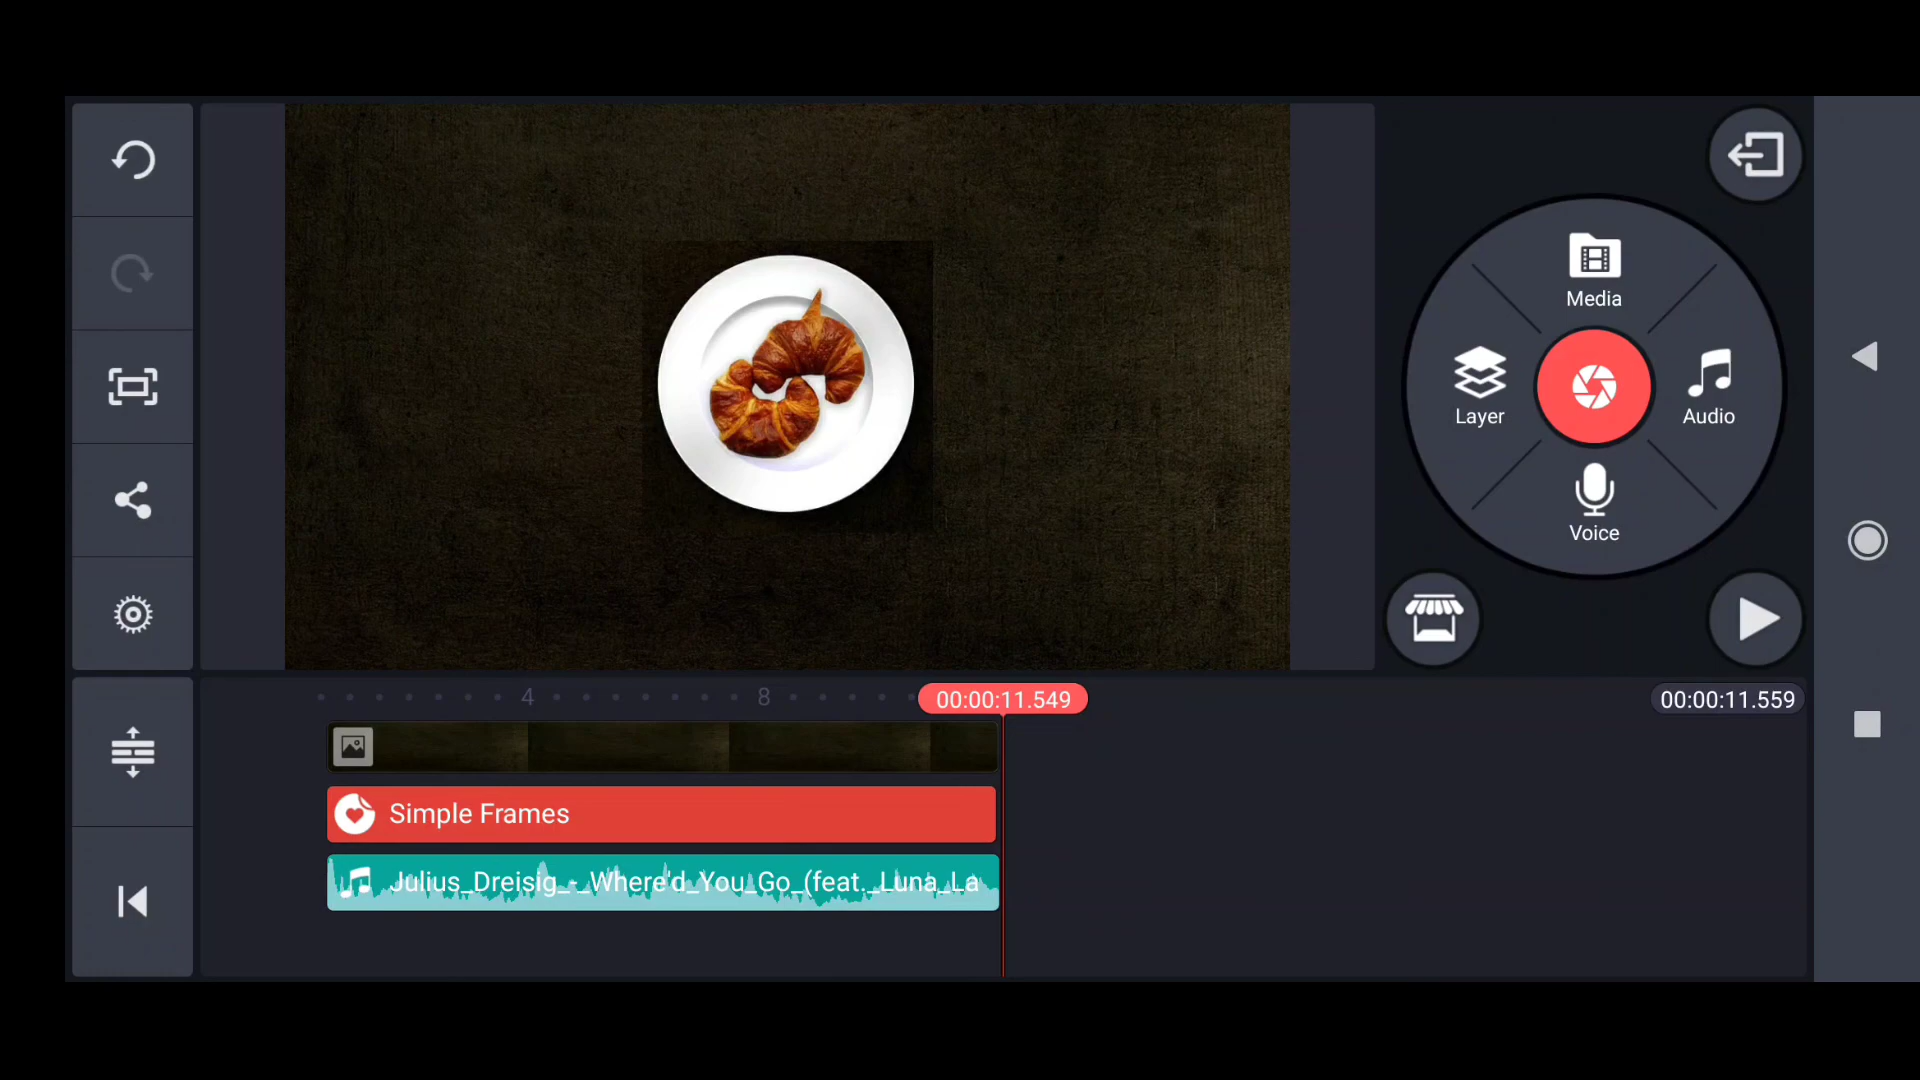 Media
Layer
Audio
Voice
4
8
00:00:11.549
00:00:11.559
Simple Frames
Julius_Dreisig_-_Where'd_You_Go_(feat._Luna_La